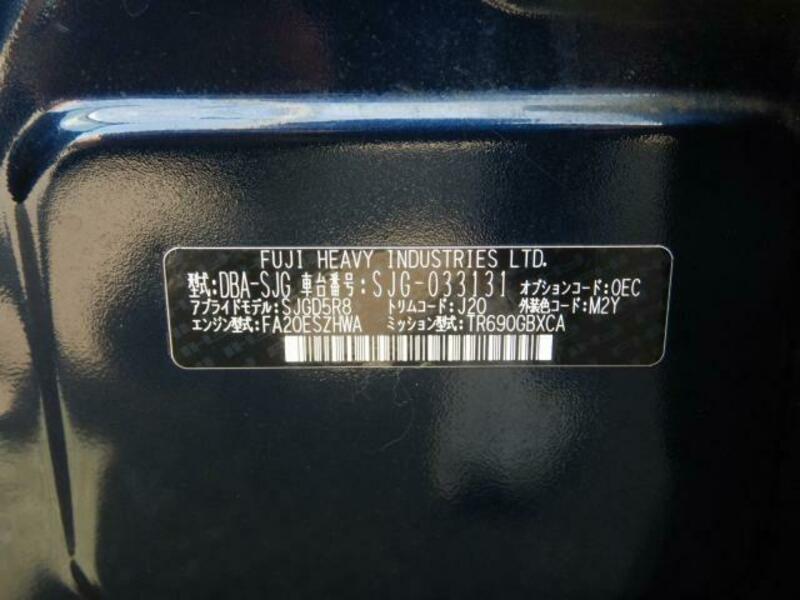 FUJI HEAVY INDUSTRIES LTD.
型式:DBA-SJG 車台番号:SJG-033131 オプションコード:OEC
アプライドモデル:SJGD5R8 トリムコード:J20 外装色コード:M2Y
エンジン型式:FA20ESZHWA ミッション型式:TR690GBXCA